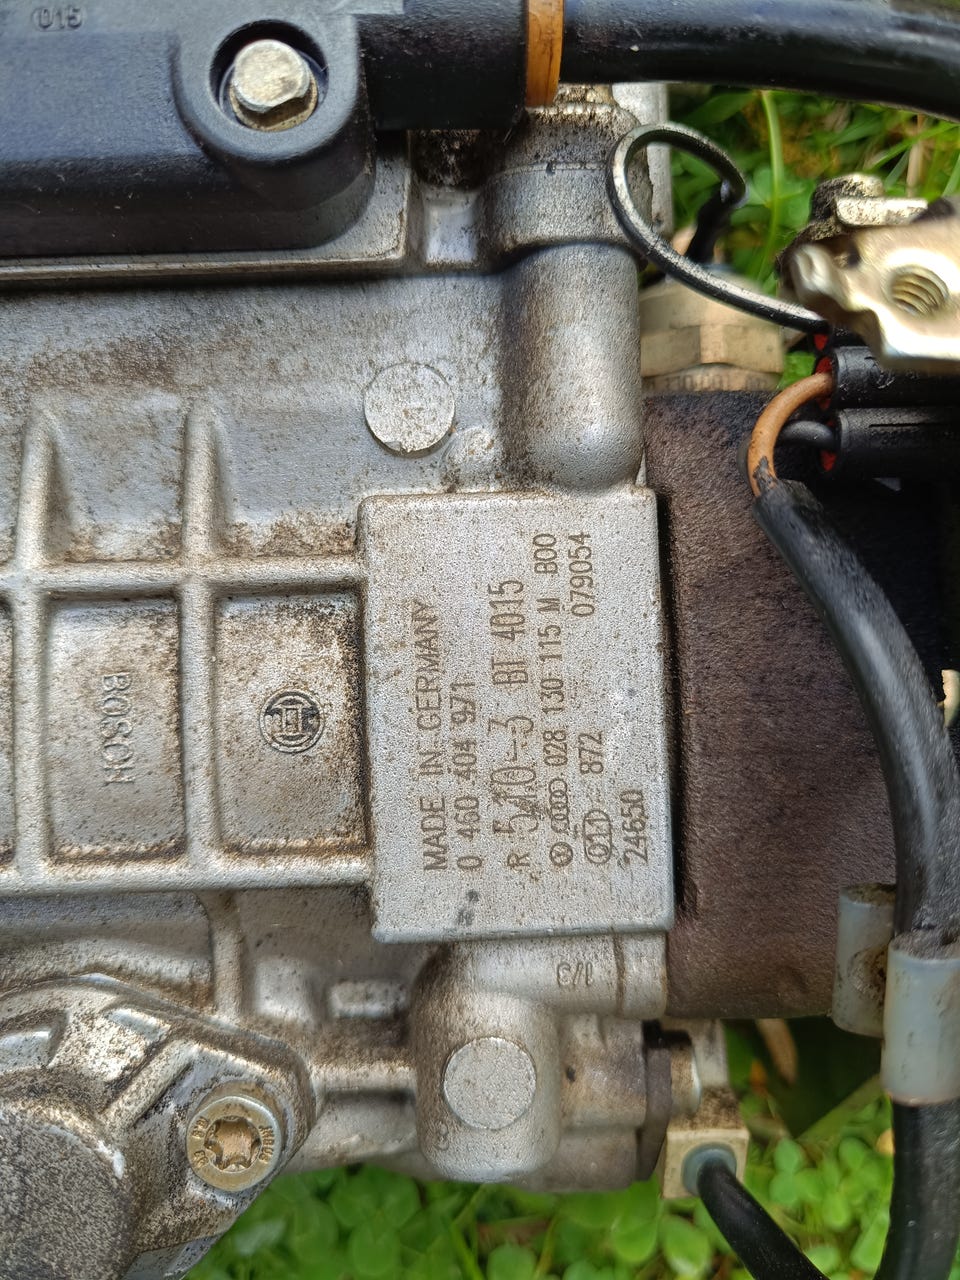 015
BOSCH
MADE IN GERMANY
0 460 404 971
R 510-3 BT 4015
028 130 115 M B00
872 079054
24650